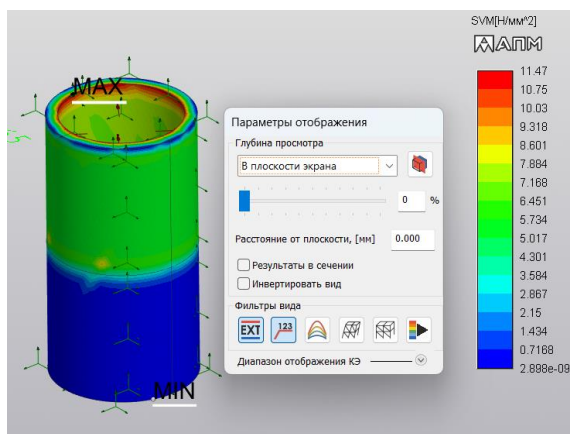 SVM[Н/мм^2]
АПМ
MAX
MIN
Параметры отображения
Глубина просмотра
В плоскости экрана
0 %
Расстояние от плоскости, [мм] 0.000
Результаты в сечении
Инвертировать вид
Фильтры вида
EXT 123
Диапазон отображения КЭ
11.47
10.75
10.03
9.318
8.601
7.884
7.168
6.451
5.734
5.017
4.301
3.584
2.867
2.15
1.434
0.7168
2.898e-09